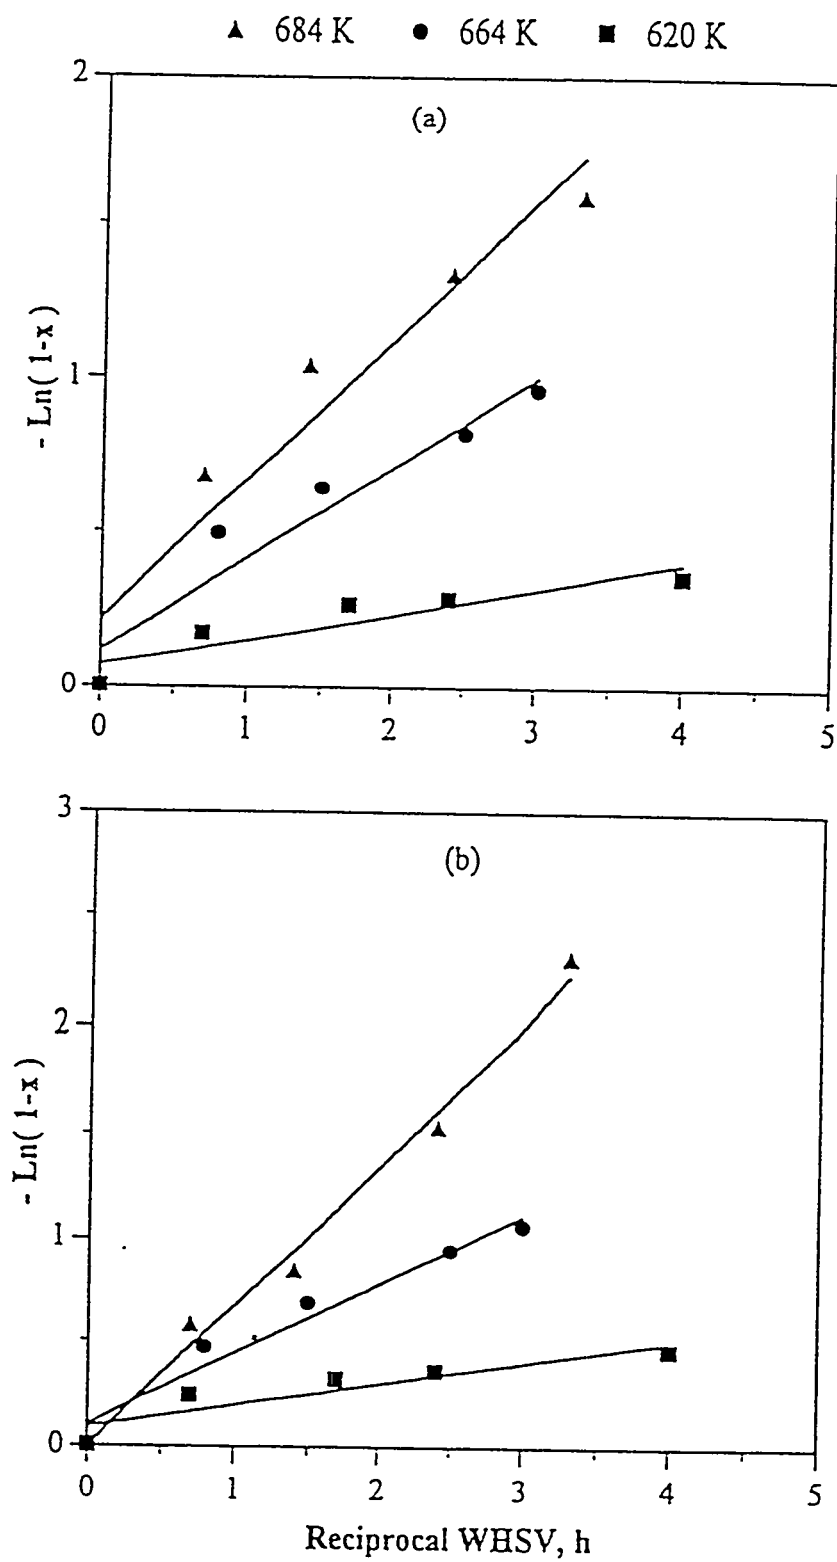 ▲ 684 K ● 664 K ■ 620 K
2
(a)
- Ln( 1-x )
1
0
0 1 2 3 4 5
3
(b)
2
- Ln( 1-x )
1
0
0 1 2 3 4 5
Reciprocal WHSV, h